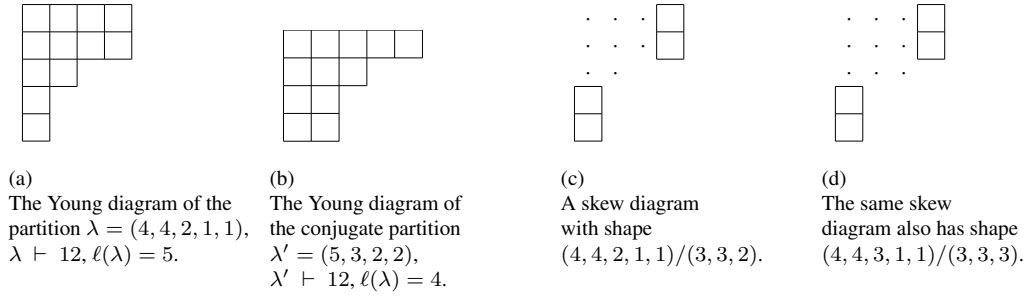 (a)
The Young diagram of the
partition λ = (4, 4, 2, 1, 1),
λ ⊢ 12, ℓ(λ) = 5.
(b)
The Young diagram of
the conjugate partition
λ′ = (5, 3, 2, 2),
λ′ ⊢ 12, ℓ(λ) = 4.
(c)
A skew diagram
with shape
(4, 4, 2, 1, 1)/(3, 3, 2).
(d)
The same skew
diagram also has shape
(4, 4, 3, 1, 1)/(3, 3, 3).